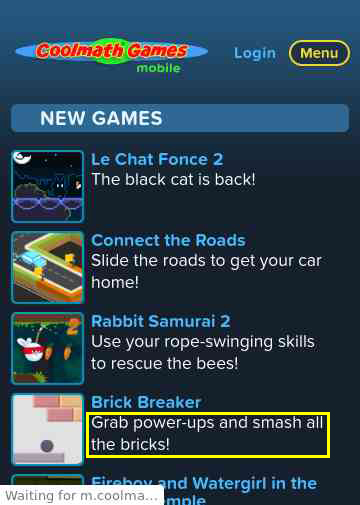 Coolmath Games
mobile
Login
Menu
NEW GAMES
Le Chat Fonce 2
The black cat is back!
Connect the Roads
Slide the roads to get your car
home!
Rabbit Samurai 2
2
Use your rope-swinging skills
to rescue the bees!
Brick Breaker
Grab power-ups and smash all
the bricks!
Fireboy and Watergirl in the
Waiting for m.coolma...
emple